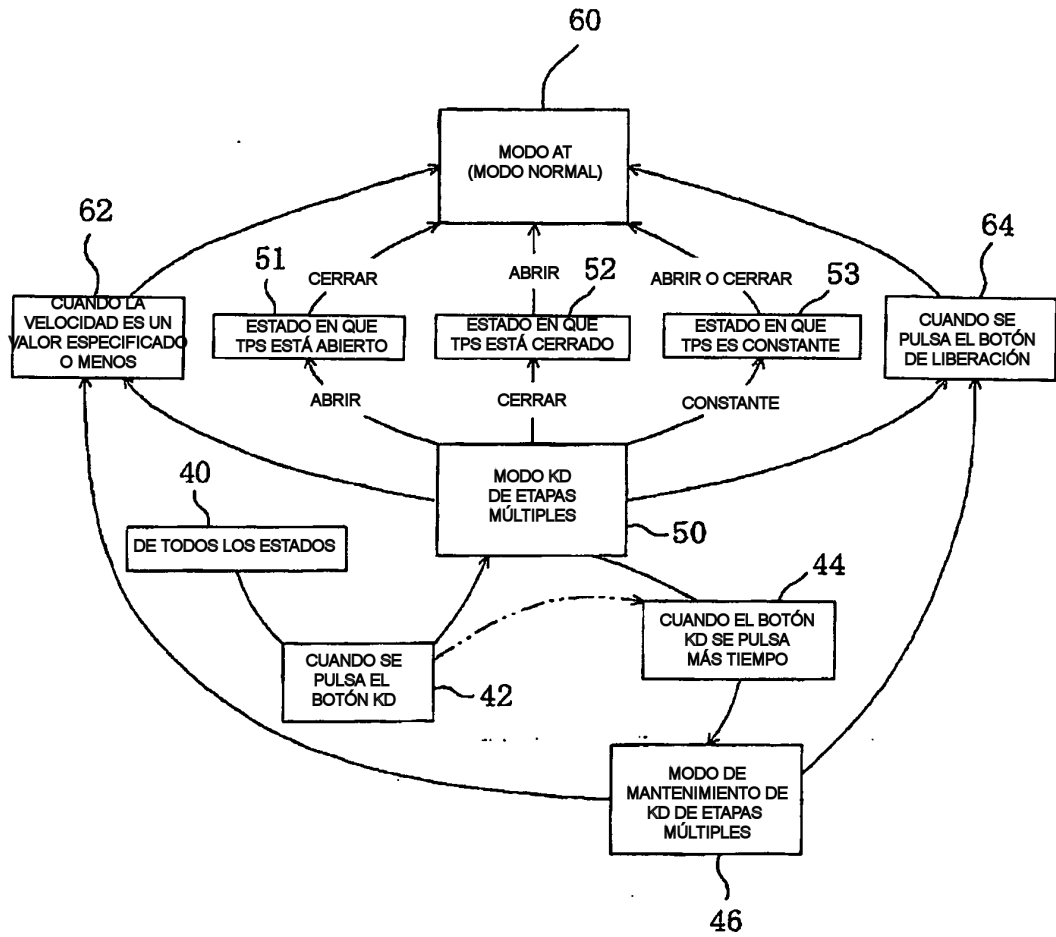 60
MODO AT
(MODO NORMAL)
62
64
51
CERRAR
ABRIR
52
ABRIR O CERRAR
53
CUANDO LA
VELOCIDAD ES UN
VALOR ESPECIFICADO
O MENOS
ESTADO EN QUE
TPS ESTÁ ABIERTO
ESTADO EN QUE
TPS ESTÁ CERRADO
ESTADO EN QUE
TPS ES CONSTANTE
CUANDO SE
PULSA EL BOTÓN
DE LIBERACIÓN
ABRIR
CERRAR
CONSTANTE
MODO KD
DE ETAPAS
MÚLTIPLES
50
40
DE TODOS LOS ESTADOS
44
CUANDO EL BOTÓN
KD SE PULSA
MÁS TIEMPO
CUANDO SE
PULSA EL
BOTÓN KD
42
MODO DE
MANTENIMIENTO DE
KD DE ETAPAS
MÚLTIPLES
46